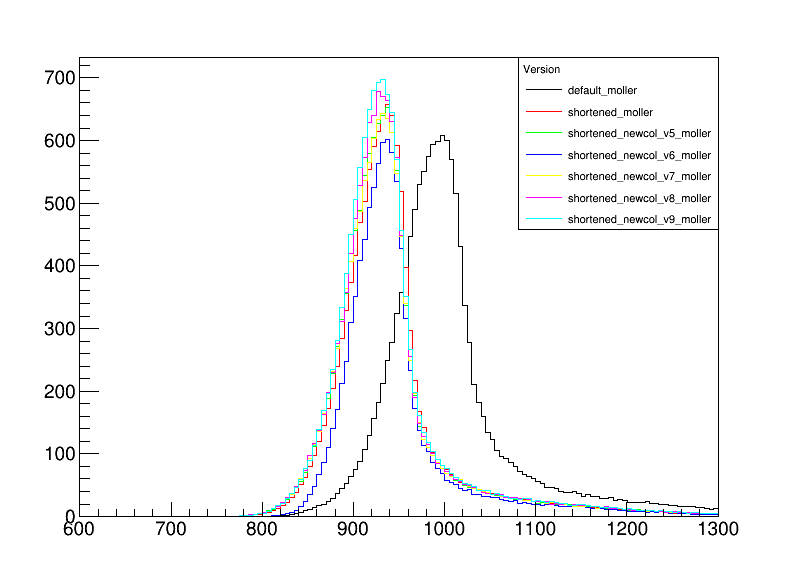 700
600
500
400
300
200
100
0
600 700 800 900 1000 1100 1200 1300
Version
default_moller
shortened_moller
shortened_newcol_v5_moller
shortened_newcol_v6_moller
shortened_newcol_v7_moller
shortened_newcol_v8_moller
shortened_newcol_v9_moller